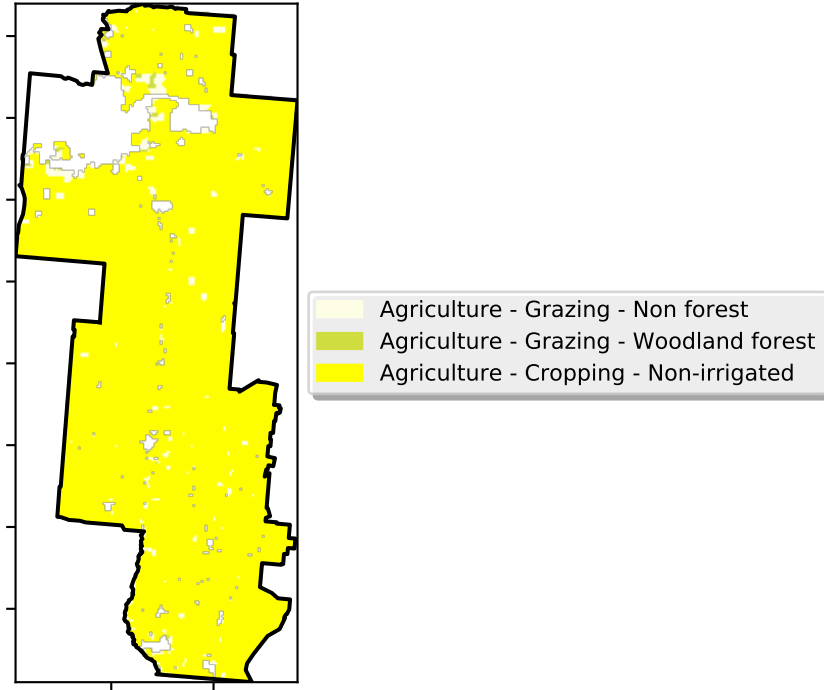 Agriculture - Grazing - Non forest
Agriculture - Grazing - Woodland forest
Agriculture - Cropping - Non-irrigated